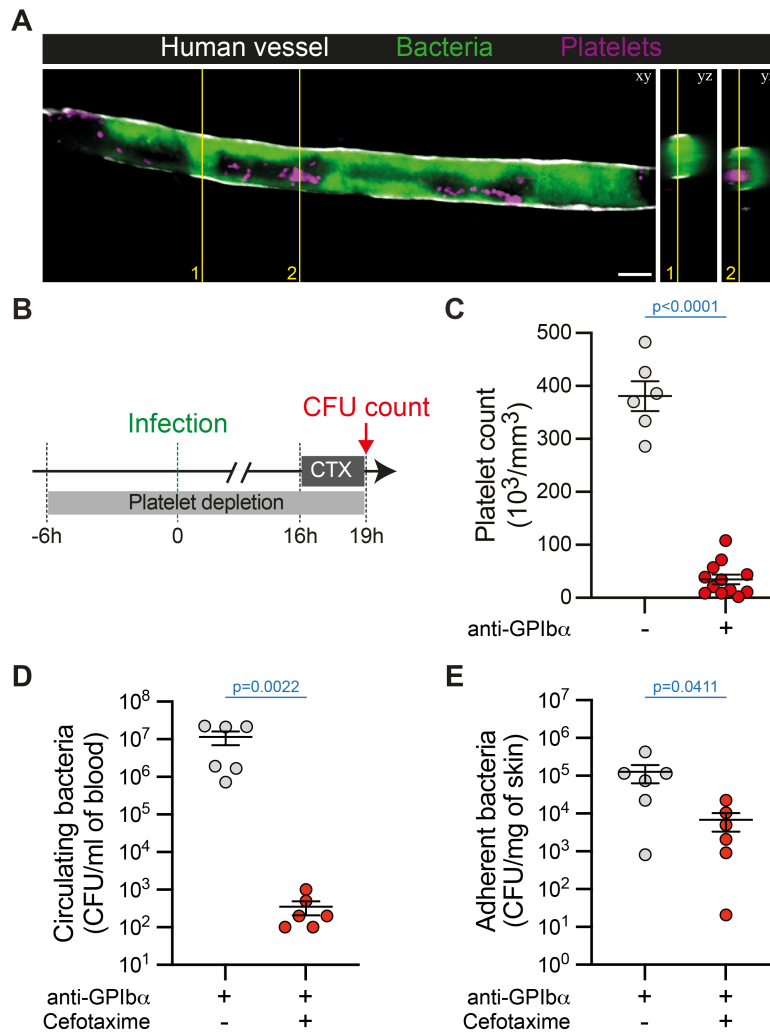 A
Human vessel Bacteria Platelets
xy yz y
1 2 1 2
B
Infection
CFU count
CTX
Platelet depletion
-6h 0 16h 19h
C
p<0.0001
Platelet count
(10³/mm³)
500
400
300
200
100
0
anti-GPIbα - +
D
p=0.0022
Circulating bacteria
(CFU/ml of blood)
10⁸
10⁷
10⁶
10⁵
10⁴
10³
10²
10¹
anti-GPIbα + +
Cefotaxime - +
E
p=0.0411
Adherent bacteria
(CFU/mg of skin)
10⁷
10⁶
10⁵
10⁴
10³
10²
10¹
10⁰
anti-GPIbα + +
Cefotaxime - +